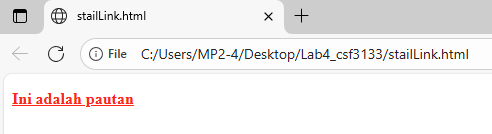 stailLink.html
File C:/Users/MP2-4/Desktop/Lab4_csf3133/stailLink.html
Ini adalah pautan